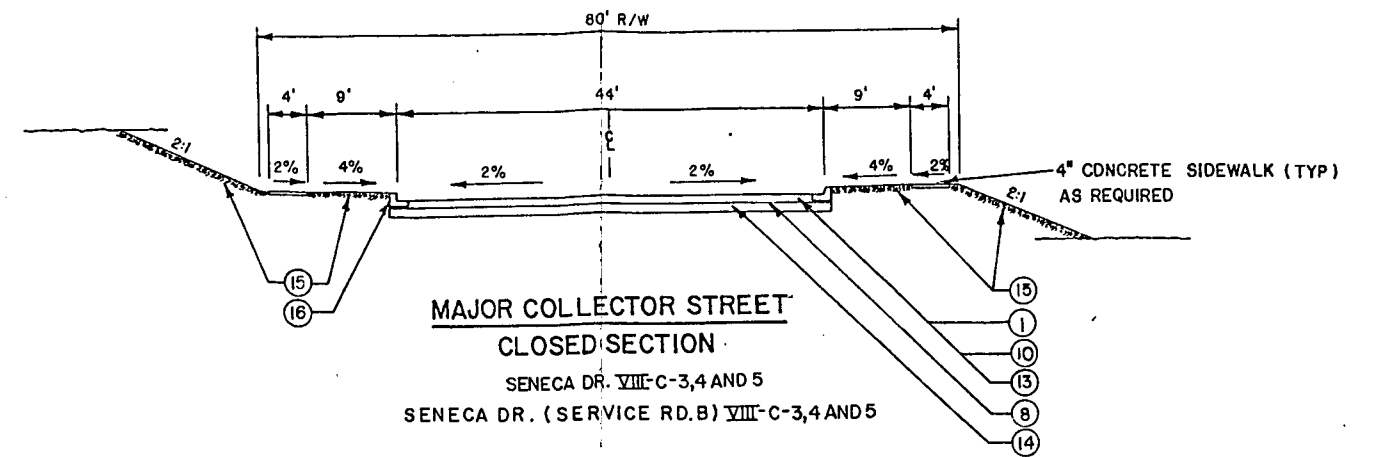 80' R/W
4' 9' 44' 9' 4'
C
L
2:1 2% 4% 2% 2% 4% 2%
4" CONCRETE SIDEWALK (TYP)
AS REQUIRED
2:1
15 15
16
MAJOR COLLECTOR STREET
CLOSED SECTION
SENECA DR. VIII-C-3,4 AND 5
SENECA DR. (SERVICE RD.B) VIII-C-3,4 AND 5
1
10
13
8
14